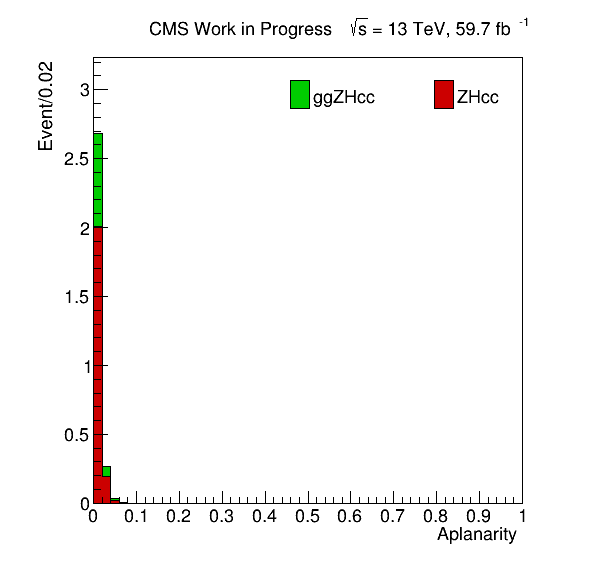 CMS Work in Progress √s = 13 TeV, 59.7 fb -1
Event/0.02
ggZHcc ZHcc
3
2.5
2
1.5
1
0.5
0
0 0.1 0.2 0.3 0.4 0.5 0.6 0.7 0.8 0.9 1
Aplanarity